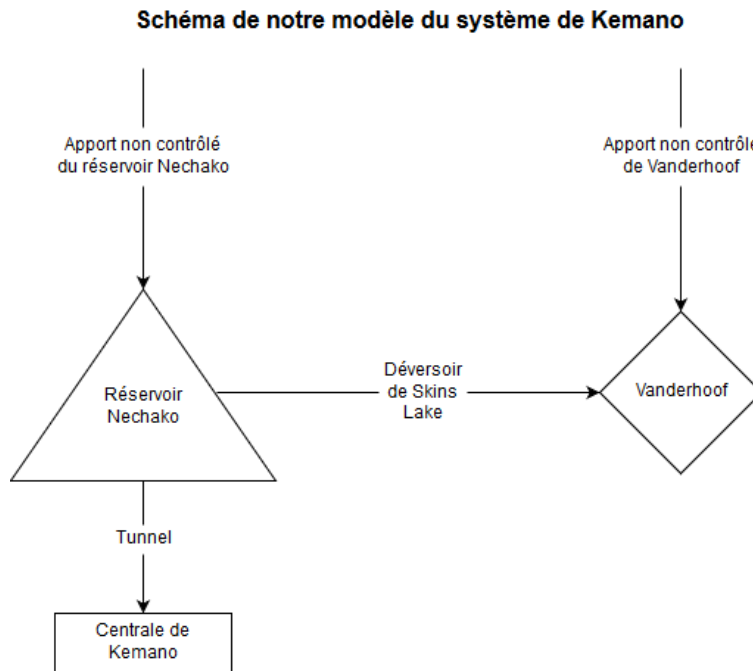 Schéma de notre modèle du système de Kemano
Apport non contrôlé
du réservoir Nechako
Apport non contrôlé
de Vanderhoof
Réservoir
Nechako
Déversoir
de Skins
Lake
Vanderhoof
Tunnel
Centrale de
Kemano